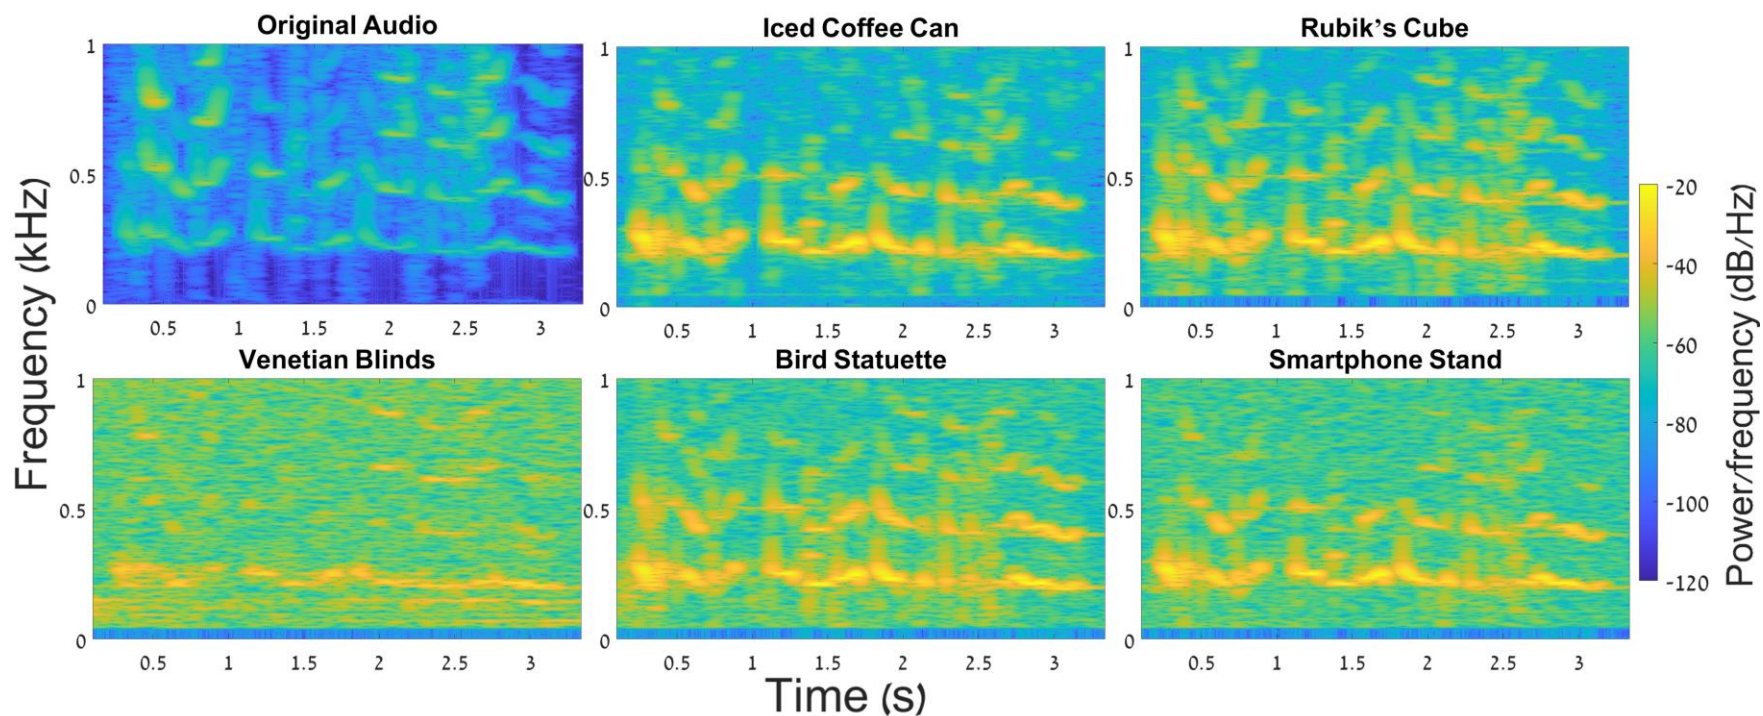 Original Audio
Iced Coffee Can
Rubik's Cube
1
0.5
0
0.5 1 1.5 2 2.5 3
1
0.5
0
0.5 1 1.5 2 2.5 3
1
0.5
0
0.5 1 1.5 2 2.5 3
Venetian Blinds
Bird Statuette
Smartphone Stand
1
0.5
0
0.5 1 1.5 2 2.5 3
1
0.5
0
0.5 1 1.5 2 2.5 3
1
0.5
0
0.5 1 1.5 2 2.5 3
Frequency (kHz)
Time (s)
-20
-40
-60
-80
-100
-120
Power/frequency (dB/Hz)